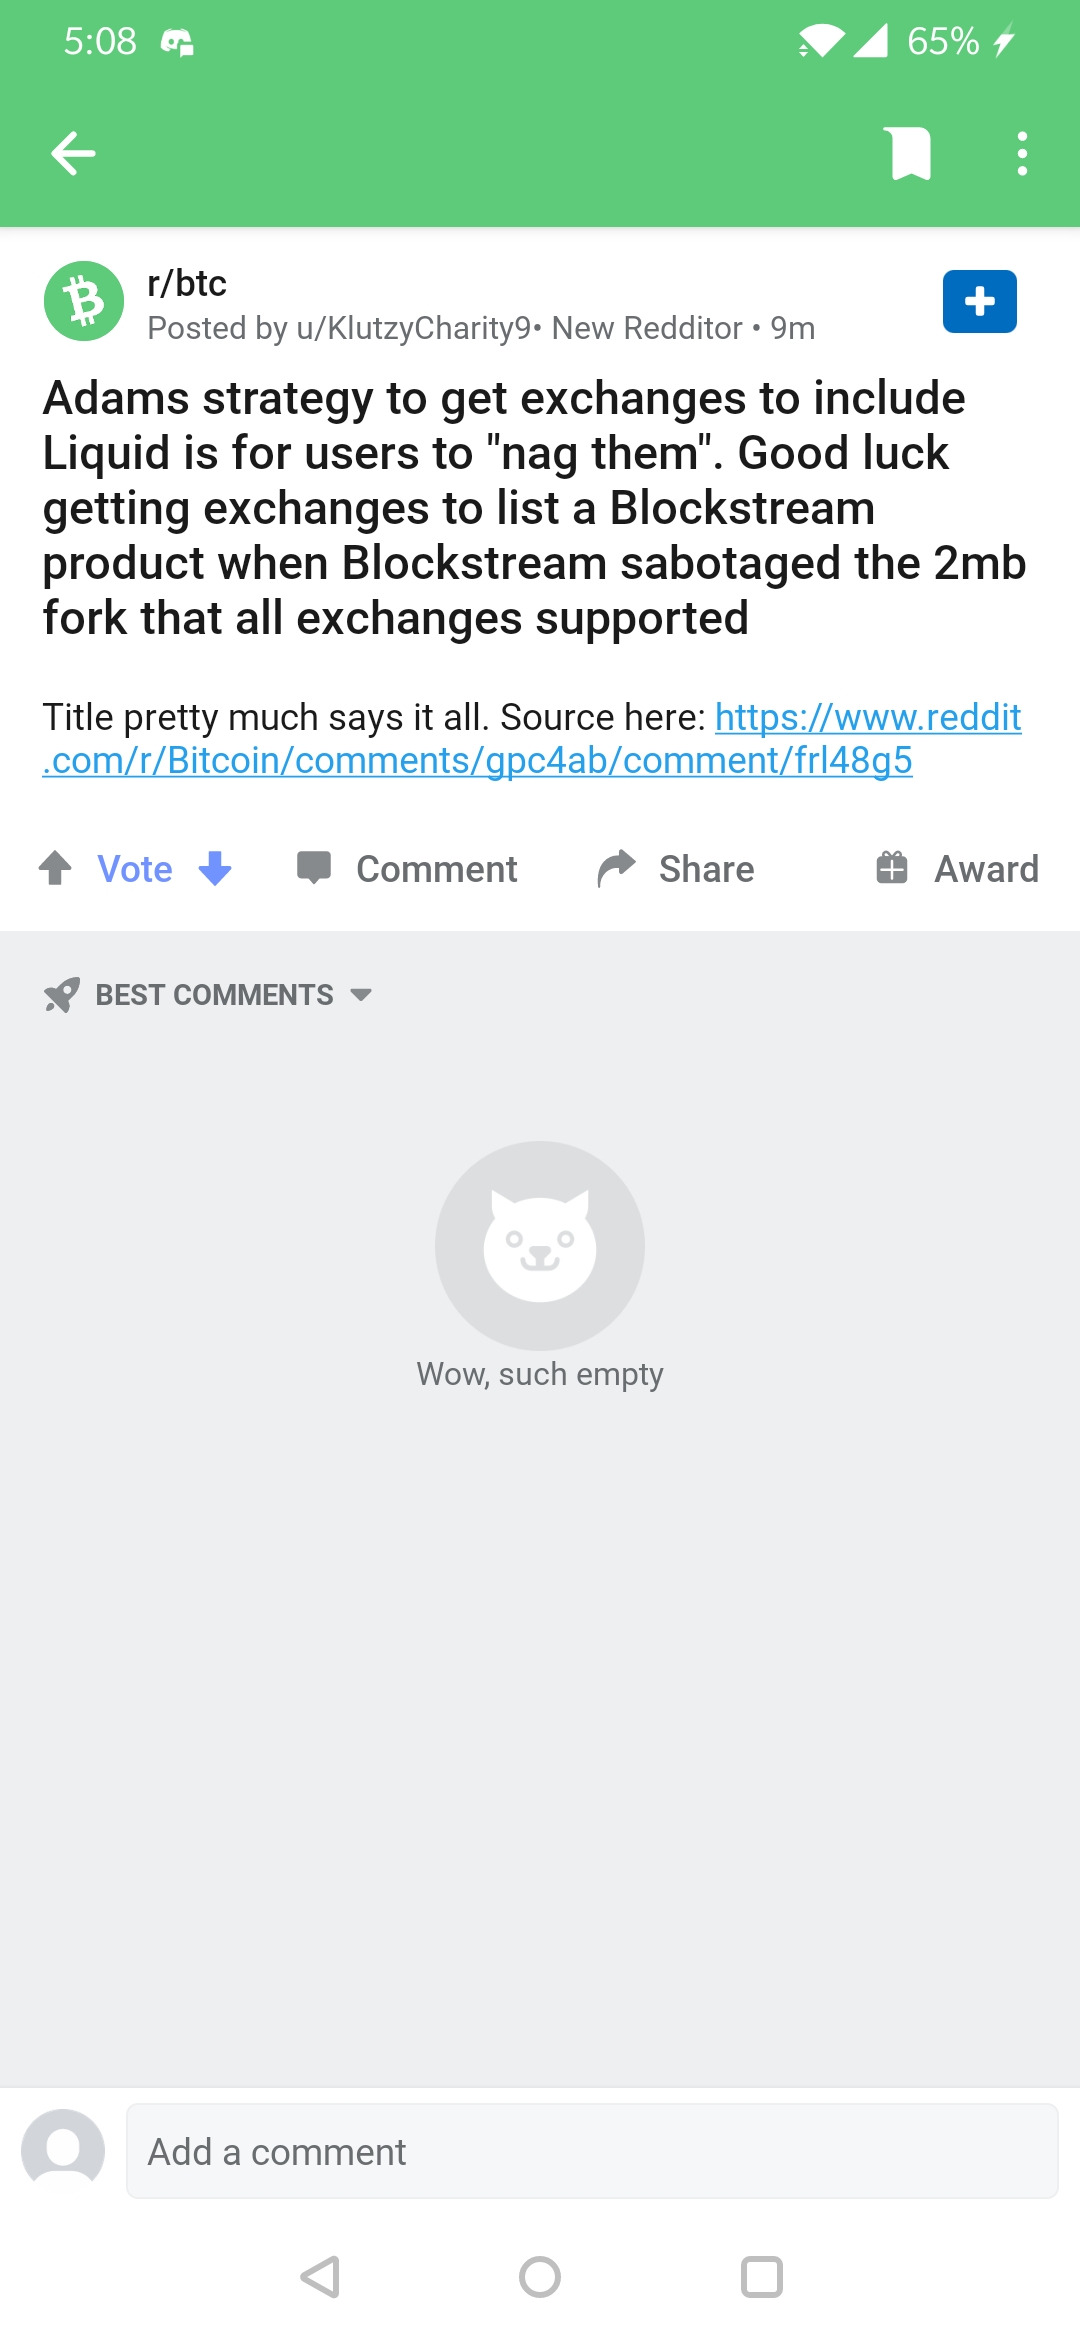 5:08
65%
r/btc
Posted by u/KlutzyCharity9• New Redditor • 9m
Adams strategy to get exchanges to include
Liquid is for users to "nag them". Good luck
getting exchanges to list a Blockstream
product when Blockstream sabotaged the 2mb
fork that all exchanges supported
Title pretty much says it all. Source here: https://www.reddit
.com/r/Bitcoin/comments/gpc4ab/comment/frl48g5
Vote Comment Share Award
BEST COMMENTS
Wow, such empty
Add a comment